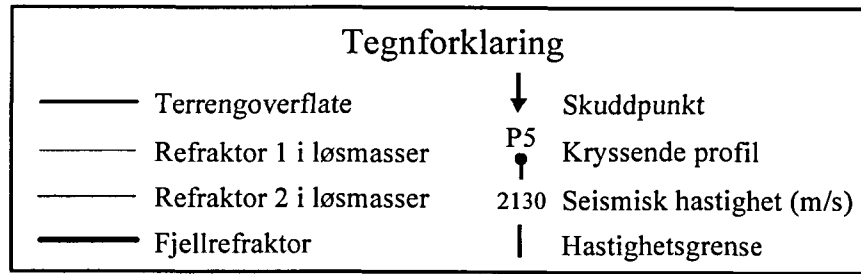 Tegnforklaring
Terrengoverflate
Skuddpunkt
Refraktor 1 i løsmasser
P5
Kryssende profil
Refraktor 2 i løsmasser
2130 Seismisk hastighet (m/s)
Fjellrefraktor
Hastighetsgrense